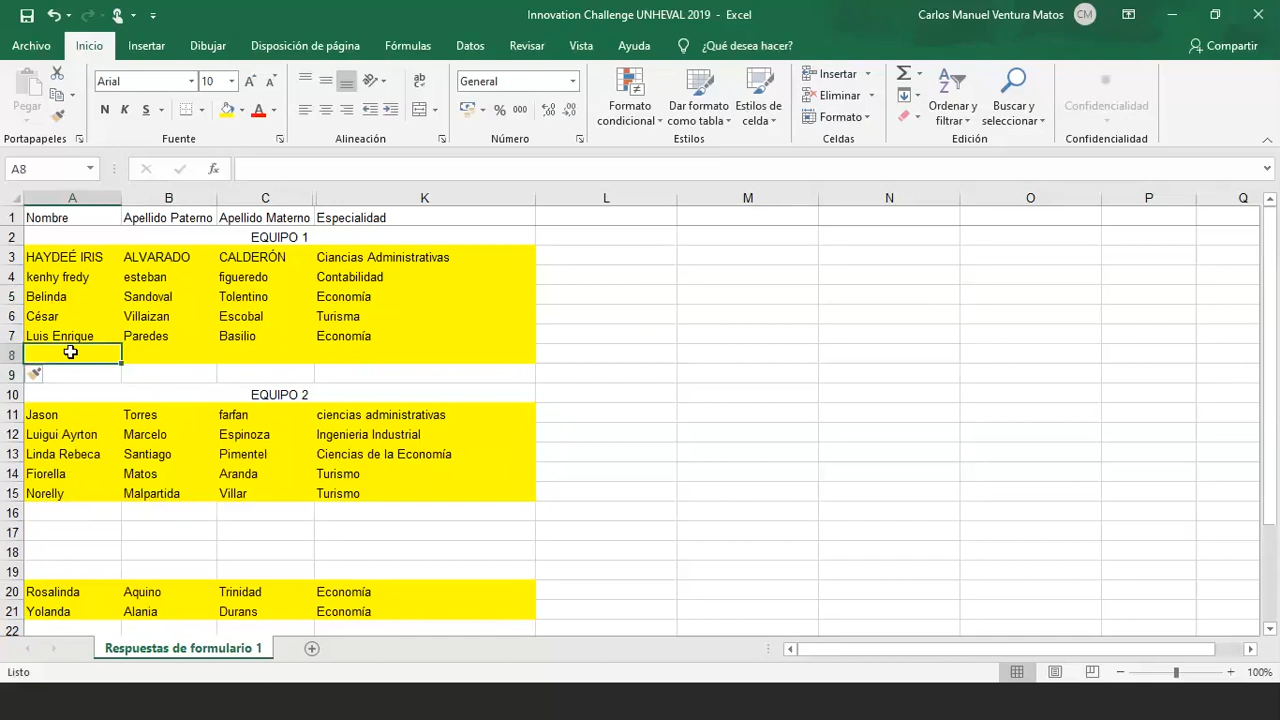 Innovation Challenge UNHEVAL 2019 - Excel
Carlos Manuel Ventura Matos CM
Archivo Inicio Insertar Dibujar Disposición de página Fórmulas Datos Revisar Vista Ayuda ¿Qué desea hacer? Compartir
Pegar
Arial 10
N K S
General
% 000
Formato condicional
Dar formato como tabla
Estilos de celda
Insertar
Eliminar
Formato
Ordenar y filtrar
Buscar y seleccionar
Confidencialidad
Portapapeles Fuente Alineación Número Estilos Celdas Edición Confidencialidad
A8 fx
A B C K L M N O P Q
1 Nombre Apellido Paterno Apellido Materno Especialidad
2 EQUIPO 1
3 HAYDEÉ IRIS ALVARADO CALDERÓN Ciancias Administrativas
4 kenhy fredy esteban figueredo Contabilidad
5 Belinda Sandoval Tolentino Economía
6 César Villaizan Escobal Turisma
7 Luis Enrique Paredes Basilio Economía
8
9
10 EQUIPO 2
11 Jason Torres farfan ciencias administrativas
12 Luigui Ayrton Marcelo Espinoza Ingenieria Industrial
13 Linda Rebeca Santiago Pimentel Ciencias de la Economía
14 Fiorella Matos Aranda Turismo
15 Norelly Malpartida Villar Turismo
16
17
18
19
20 Rosalinda Aquino Trinidad Economía
21 Yolanda Alania Durans Economía
22
Respuestas de formulario 1
Listo 100%